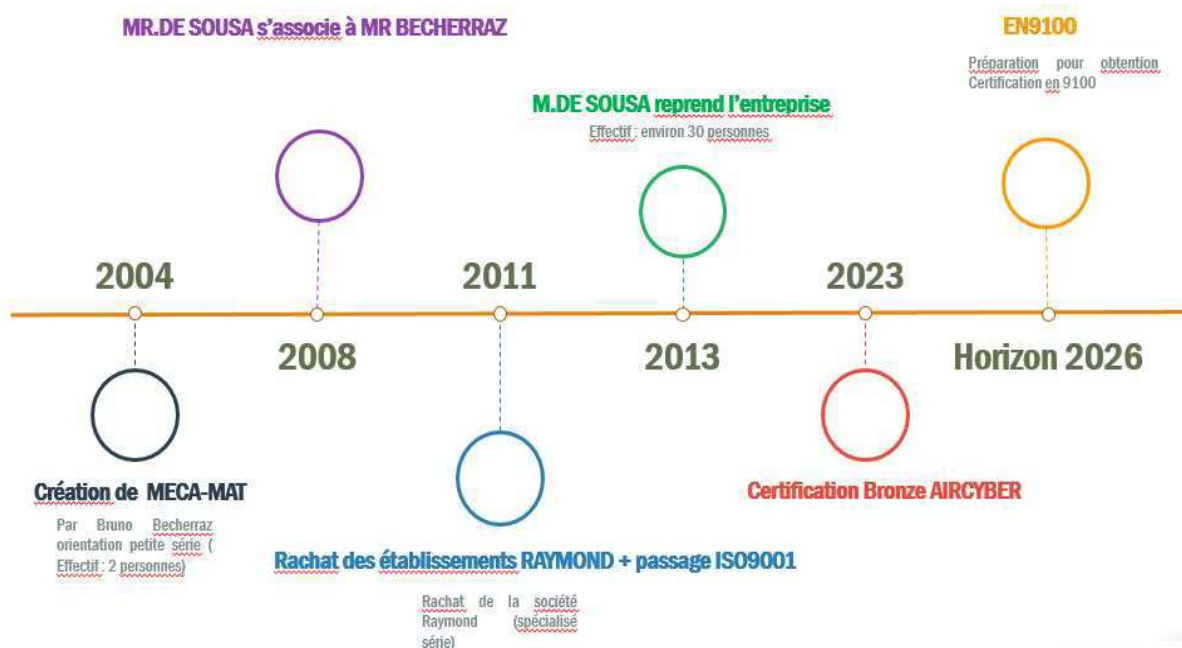 MR.DE SOUSA s'associe à MR BECHERRAZ
EN9100
Préparation pour obtention
Certification en 9100
M.DE SOUSA reprend l'entreprise
Effectif : environ 30 personnes
2004
2011
2023
2008
2013
Horizon 2026
Création de MECA-MAT
Par Bruno Becherraz
orientation petite série (
Effectif : 2 personnes)
Certification Bronze AIRCYBER
Rachat des établissements RAYMOND + passage ISO9001
Rachat de la société
Raymond (spécialisé
série)